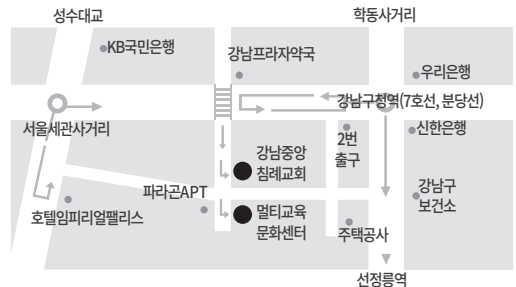 성수대교
학동사거리
KB국민은행
강남프라자약국
우리은행
강남구청역(7호선, 분당선)
서울세관사거리
2번
출구
신한은행
강남중앙
침례교회
파라곤APT
강남구
보건소
호텔임피리얼팰리스
멀티교육
문화센터
주택공사
선정릉역